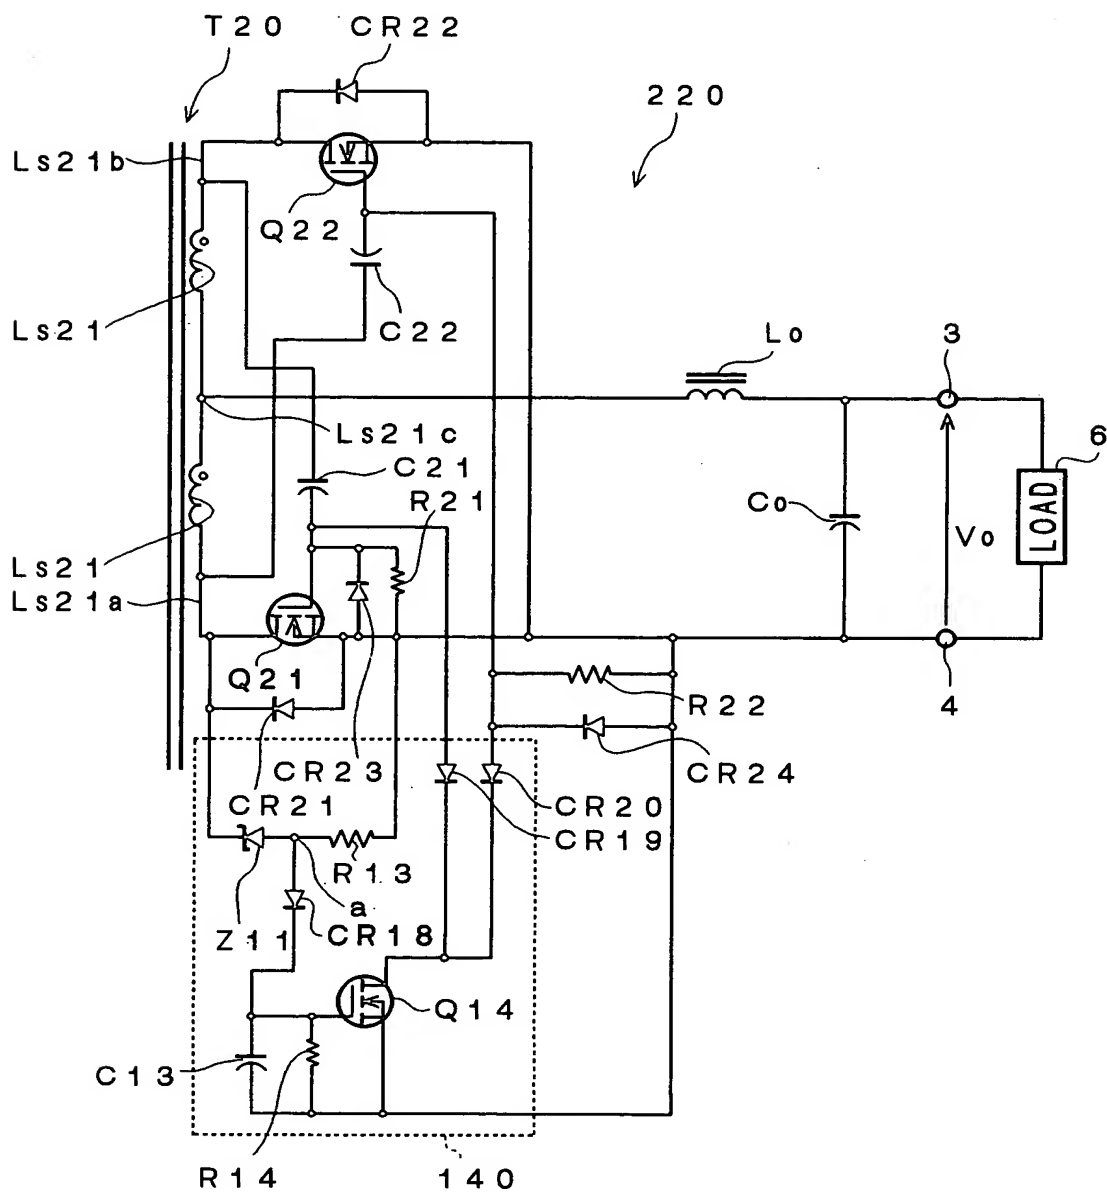 T20
CR22
220
Ls21b
Q22
Ls21
C22
Lo
3
Ls21c
6
C21
R21
Co
LOAD
Vo
Ls21
Ls21a
Q21
R22
4
CR23
CR24
CR21
CR20
CR19
R13
a
Z11
CR18
Q14
C13
R14
140